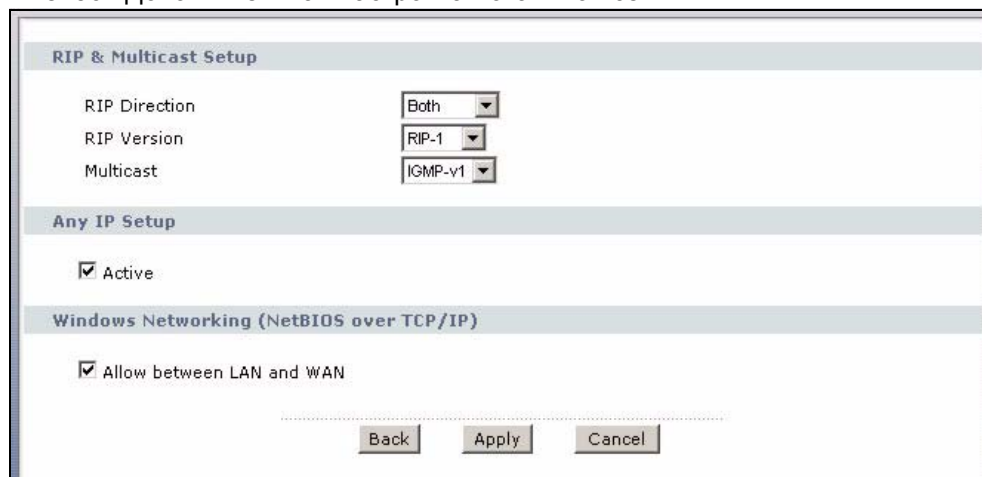 RIP & Multicast Setup
RIP Direction Both
RIP Version RIP-1
Multicast IGMP-v1
Any IP Setup
Active
Windows Networking (NetBIOS over TCP/IP)
Allow between LAN and WAN
Back Apply Cancel